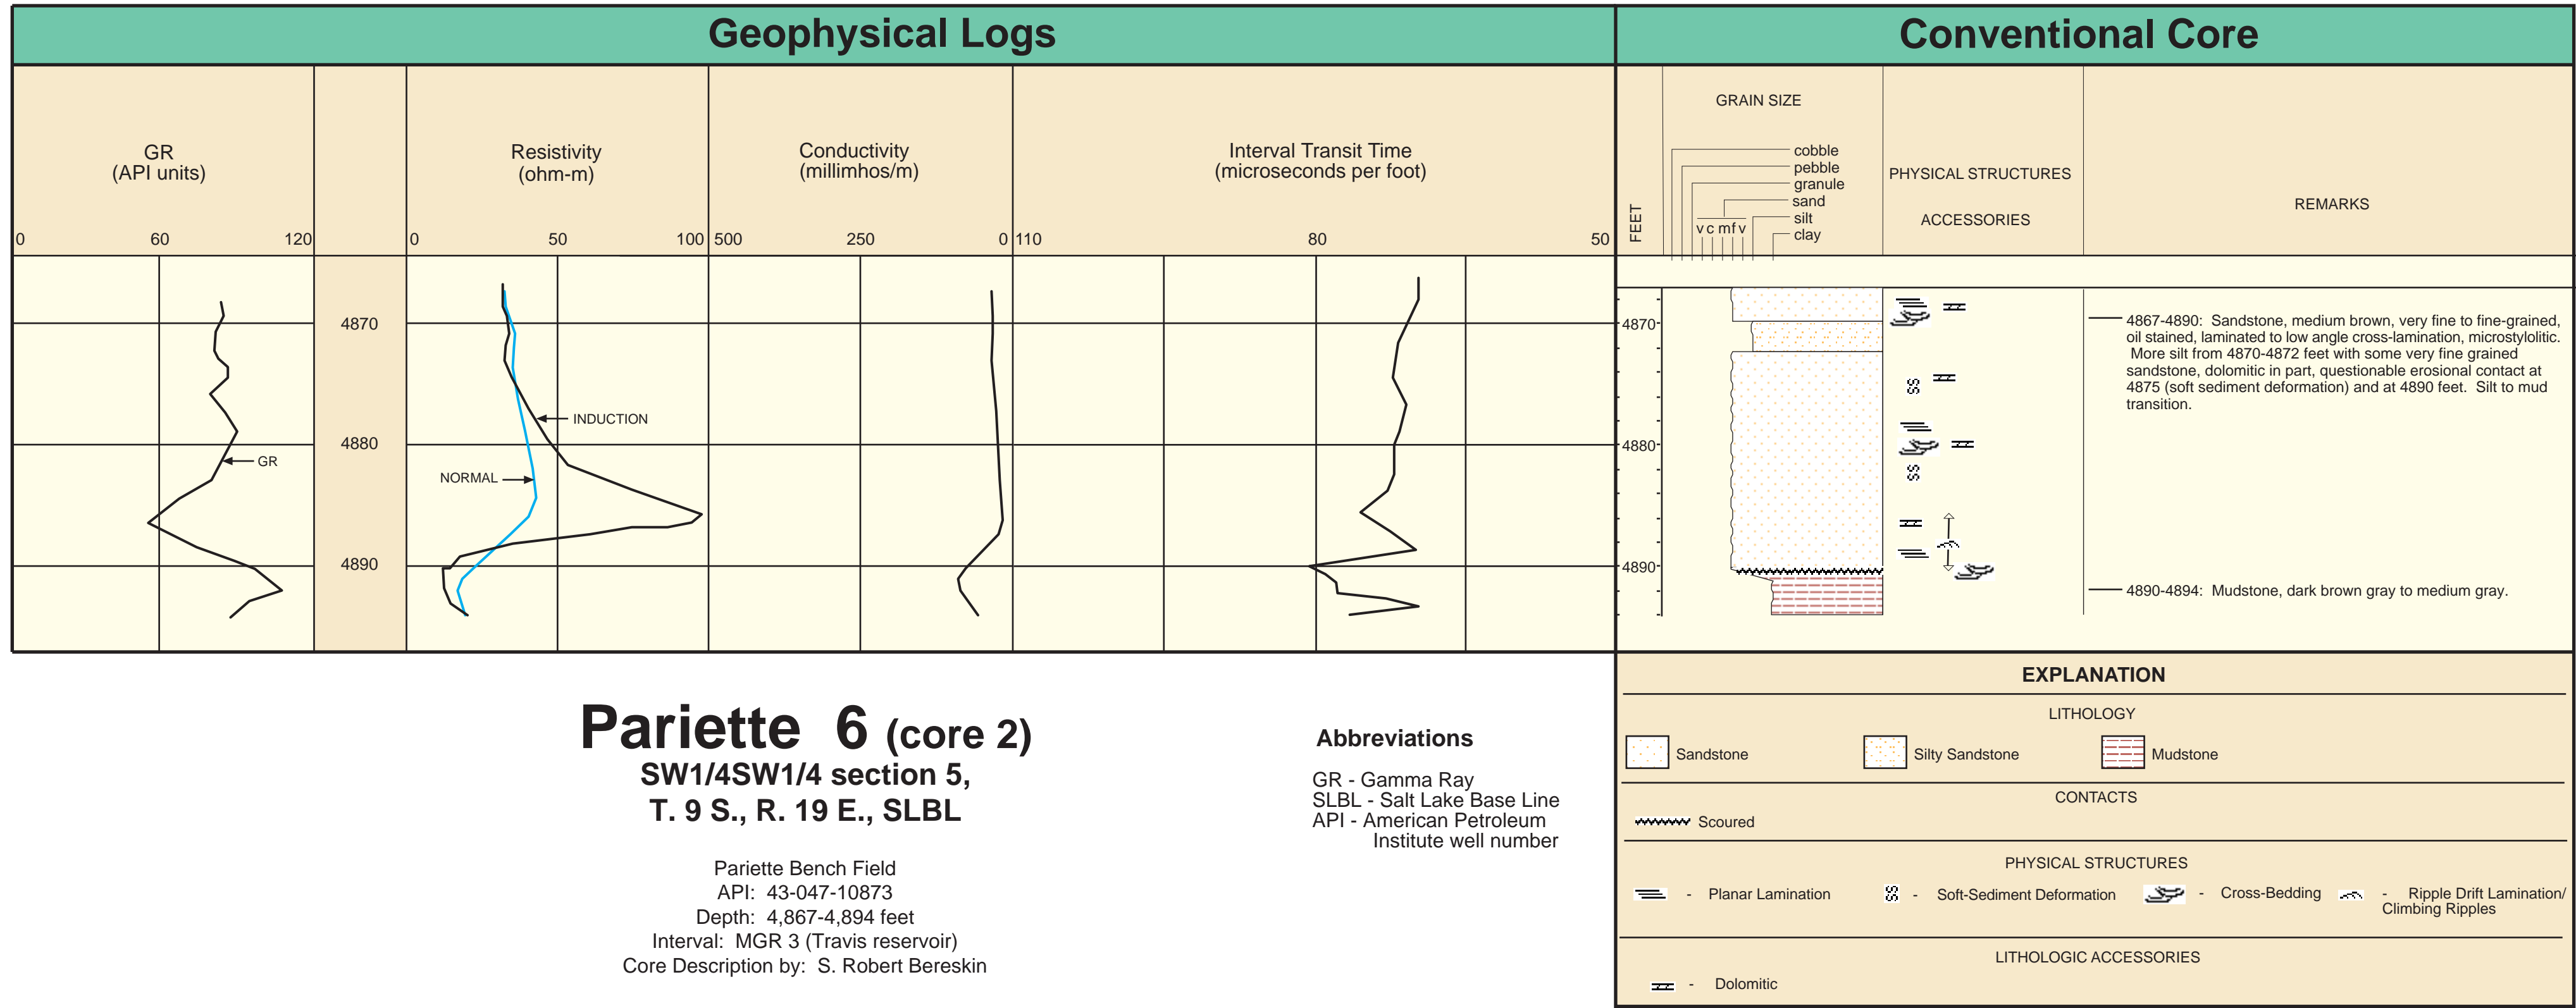 Geophysical Logs
Conventional Core
GR
(API units)
0 60 120
Resistivity
(ohm-m)
0 50 100
Conductivity
(millimhos/m)
500 250 0
Interval Transit Time
(microseconds per foot)
110 80 50
FEET
GRAIN SIZE
cobble
pebble
granule
sand
silt
v c m f v
clay
PHYSICAL STRUCTURES
ACCESSORIES
REMARKS
4870
4880
4890
GR
INDUCTION
NORMAL
4870
4880
4890
4867-4890: Sandstone, medium brown, very fine to fine-grained,
oil stained, laminated to low angle cross-lamination, microstylolitic.
More silt from 4870-4872 feet with some very fine grained
sandstone, dolomitic in part, questionable erosional contact at
4875 (soft sediment deformation) and at 4890 feet. Silt to mud
transition.
4890-4894: Mudstone, dark brown gray to medium gray.
Pariette 6 (core 2)
SW1/4SW1/4 section 5,
T. 9 S., R. 19 E., SLBL
Pariette Bench Field
API: 43-047-10873
Depth: 4,867-4,894 feet
Interval: MGR 3 (Travis reservoir)
Core Description by: S. Robert Bereskin
Abbreviations
GR - Gamma Ray
SLBL - Salt Lake Base Line
API - American Petroleum
Institute well number
EXPLANATION
LITHOLOGY
Sandstone
Silty Sandstone
Mudstone
CONTACTS
Scoured
PHYSICAL STRUCTURES
- Planar Lamination
- Soft-Sediment Deformation
- Cross-Bedding
- Ripple Drift Lamination/
Climbing Ripples
LITHOLOGIC ACCESSORIES
- Dolomitic